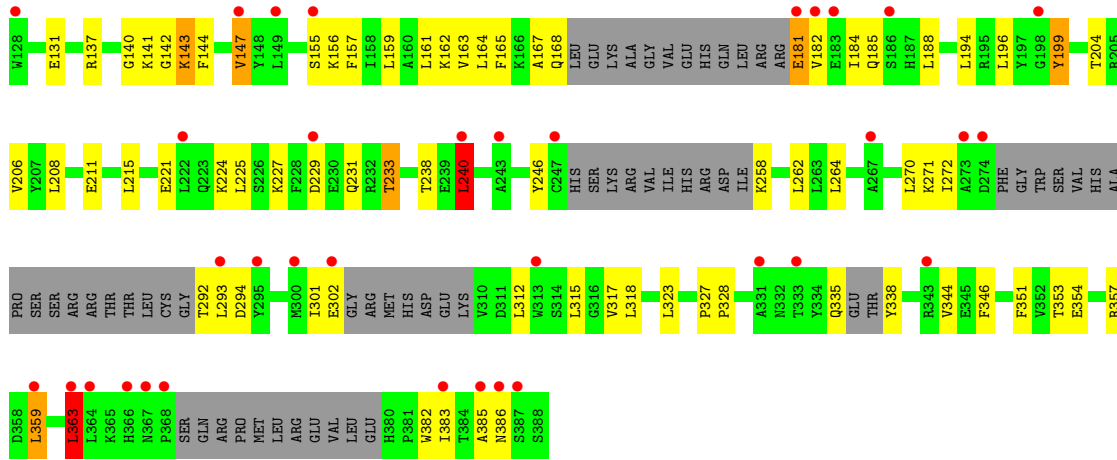 W128 E131 R137 G140 K141 G142 K143 F144 V147 Y148 L149 S155 K156 F157 I158 L159 A160 L161 K162 V163 L164 F165 K166 A167 Q168 LEU GLU LYS ALA GLY VAL GLU HIS GLN LEU ARG ARG E181 V182 E183 I184 Q185 S186 H187 L188 L194 R195 L196 Y197 G198 Y199 T204 R205
V206 Y207 L208 E211 L215 E221 L222 Q223 K224 L225 S226 K227 F228 D229 E230 Q231 R232 T233 T238 E239 L240 A243 Y246 C247 HIS SER LYS ARG VAL ILE HIS ARG ASP ILE K258 L262 L263 L264 A267 L270 K271 I272 A273 D274 PHE GLY TRP SER VAL HIS ALA
PRO SER SER ARG ARG THR THR LEU CYS GLY T292 L293 D294 Y295 M300 I301 E302 GLY ARG MET HIS ASP GLU LYS V310 D311 L312 W313 S314 L315 G316 V317 L318 L323 P327 P328 A331 N332 T333 Y334 Q335 GLU THR Y338 R343 V344 E345 F346 F351 V352 T353 E354 R357
D358 L359 L363 L364 K365 H366 N367 P368 SER GLN ARG PRO MET LEU ARG GLU VAL LEU GLU H380 P381 W382 I383 T384 A385 N386 S387 S388